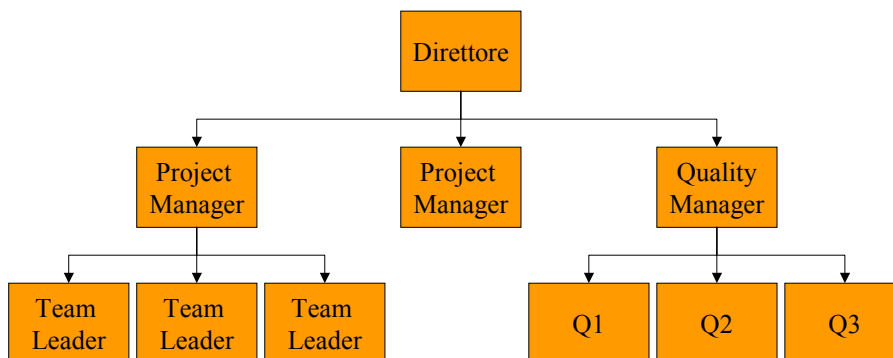 Direttore
Project
Manager
Project
Manager
Quality
Manager
Team
Leader
Team
Leader
Team
Leader
Q1
Q2
Q3